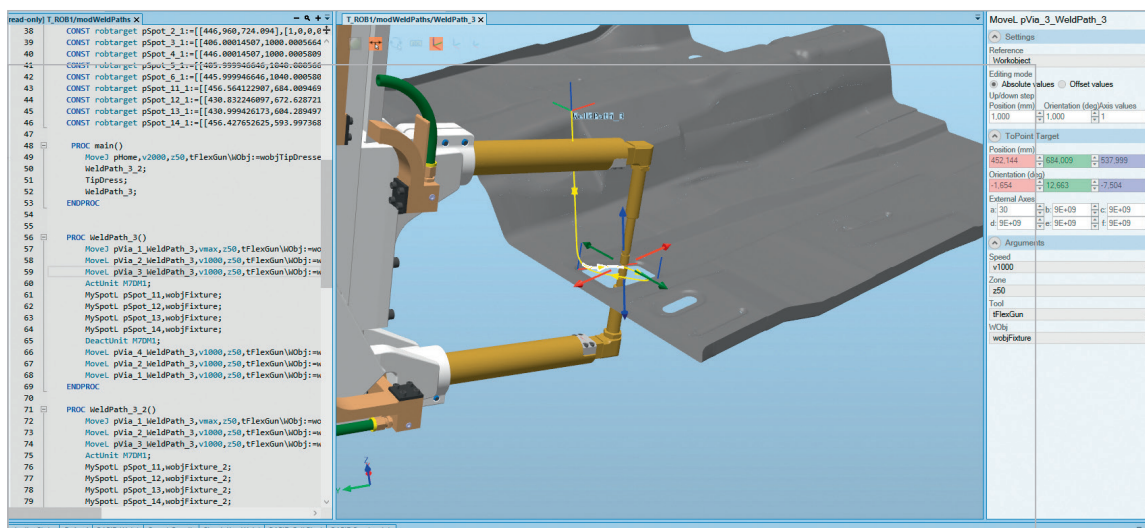 read-only] T_ROB1/modWeldPaths
38 CONST robtarget pSpot_2_1:=[[446,960,724.094],[1,0,0,0
39 CONST robtarget pSpot_3_1:=[[406.00014507,1000.0005664
40 CONST robtarget pSpot_4_1:=[[446.00014507,1000.0005809
41 CONST robtarget pSpot_5_1:=
42 CONST robtarget pSpot_6_1:=[[445.999946646,1040.000580
43 CONST robtarget pSpot_11_1:=[[456.564122907,684.009469
44 CONST robtarget pSpot_12_1:=[[430.832246097,672.628721
45 CONST robtarget pSpot_13_1:=[[430.999426173,604.289497
46 CONST robtarget pSpot_14_1:=[[456.427652625,593.997368
47
48 PROC main()
49 MoveJ pHome,v2000,z50,tFlexGun\WObj:=wobjTipDresse
50 WeldPath_3_2;
51 TipDress;
52 WeldPath_3;
53 ENDPROC
54
55
56 PROC WeldPath_3()
57 MoveJ pVia_1_WeldPath_3,vmax,z50,tFlexGun\WObj:=wo
58 MoveL pVia_2_WeldPath_3,v1000,z50,tFlexGun\WObj:=w
59 MoveL pVia_3_WeldPath_3,v1000,z50,tFlexGun\WObj:=w
60 ActUnit M7DM1;
61 MySpotL pSpot_11,wobjFixture;
62 MySpotL pSpot_12,wobjFixture;
63 MySpotL pSpot_13,wobjFixture;
64 MySpotL pSpot_14,wobjFixture;
65 DeactUnit M7DM1;
66 MoveL pVia_4_WeldPath_3,v1000,z50,tFlexGun\WObj:=w
67 MoveL pVia_2_WeldPath_3,v1000,z50,tFlexGun\WObj:=w
68 MoveL pVia_1_WeldPath_3,v1000,z50,tFlexGun\WObj:=w
69 ENDPROC
70
71 PROC WeldPath_3_2()
72 MoveJ pVia_1_WeldPath_3,vmax,z50,tFlexGun\WObj:=wo
73 MoveL pVia_2_WeldPath_3,v1000,z50,tFlexGun\WObj:=w
74 MoveL pVia_3_WeldPath_3,v1000,z50,tFlexGun\WObj:=w
75 ActUnit M7DM1;
76 MySpotL pSpot_11,wobjFixture_2;
77 MySpotL pSpot_12,wobjFixture_2;
78 MySpotL pSpot_13,wobjFixture_2;
79 MySpotL pSpot_14,wobjFixture_2;
T_ROB1/modWeldPaths/WeldPath_3
WeldPath_3
Z
Y
MoveL pVia_3_WeldPath_3
Settings
Reference
Workobject
Editing mode
Absolute values Offset values
Up/down step
Position (mm) Orientation (deg) Axis values
1,000 1,000 1
ToPoint Target
Position (mm)
452,144 684,009 537,999
Orientation (deg)
-1,654 12,663 -7,504
External Axes
a: 30 b: 9E+09 c: 9E+09
d: 9E+09 e: 9E+09 f: 9E+09
Arguments
Speed
v1000
Zone
z50
Tool
tFlexGun
WObj
wobjFixture